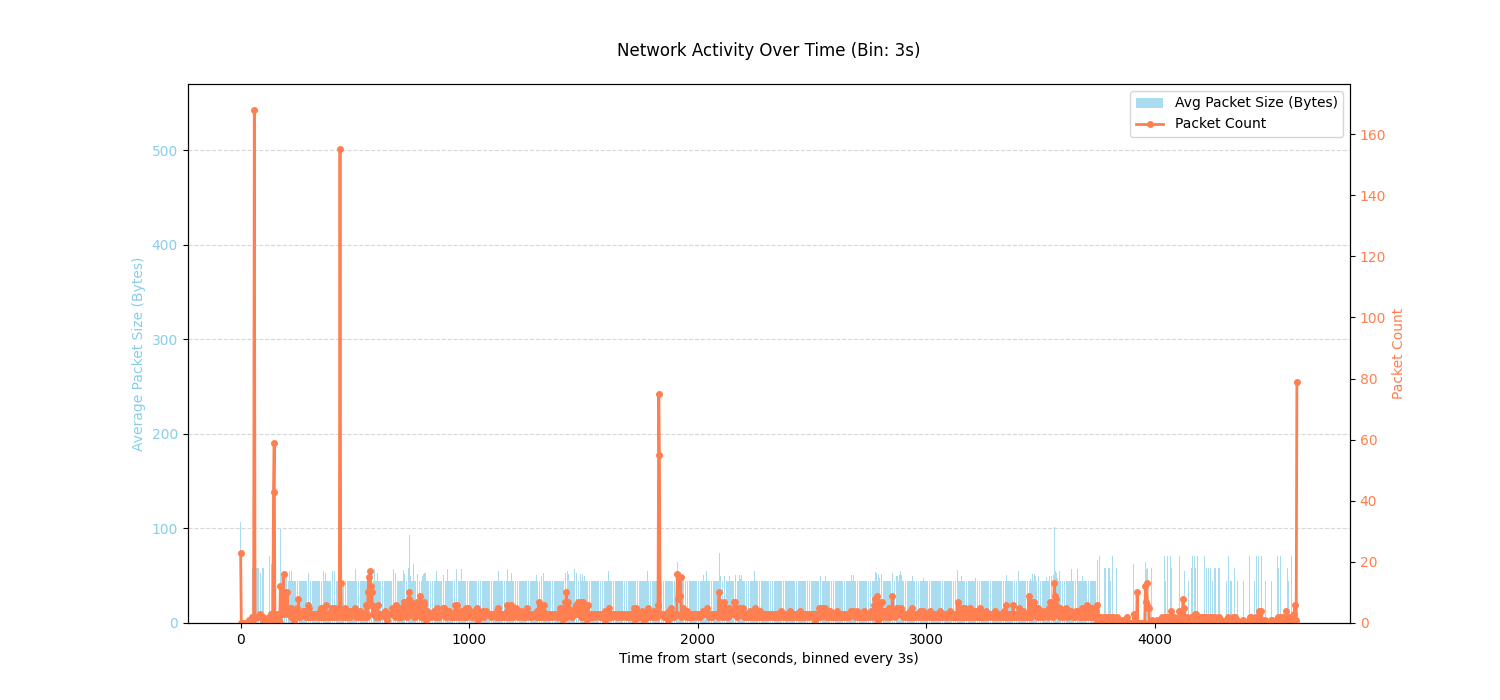 Network Activity Over Time (Bin: 3s)
Avg Packet Size (Bytes)
Packet Count
500
400
300
200
100
0
Average Packet Size (Bytes)
160
140
120
100
80
60
40
20
0
Packet Count
0 1000 2000 3000 4000
Time from start (seconds, binned every 3s)